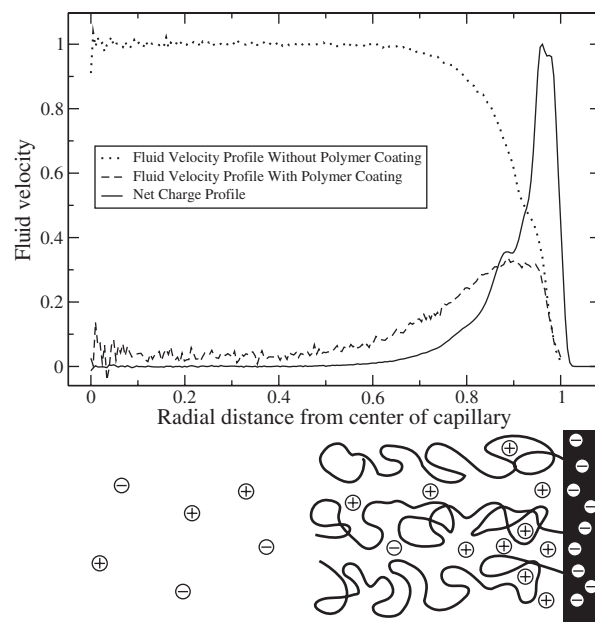 1
0.8
0.6
0.4
0.2
0
Fluid velocity
Fluid Velocity Profile Without Polymer Coating
Fluid Velocity Profile With Polymer Coating
Net Charge Profile
0 0.2 0.4 0.6 0.8 1
Radial distance from center of capillary